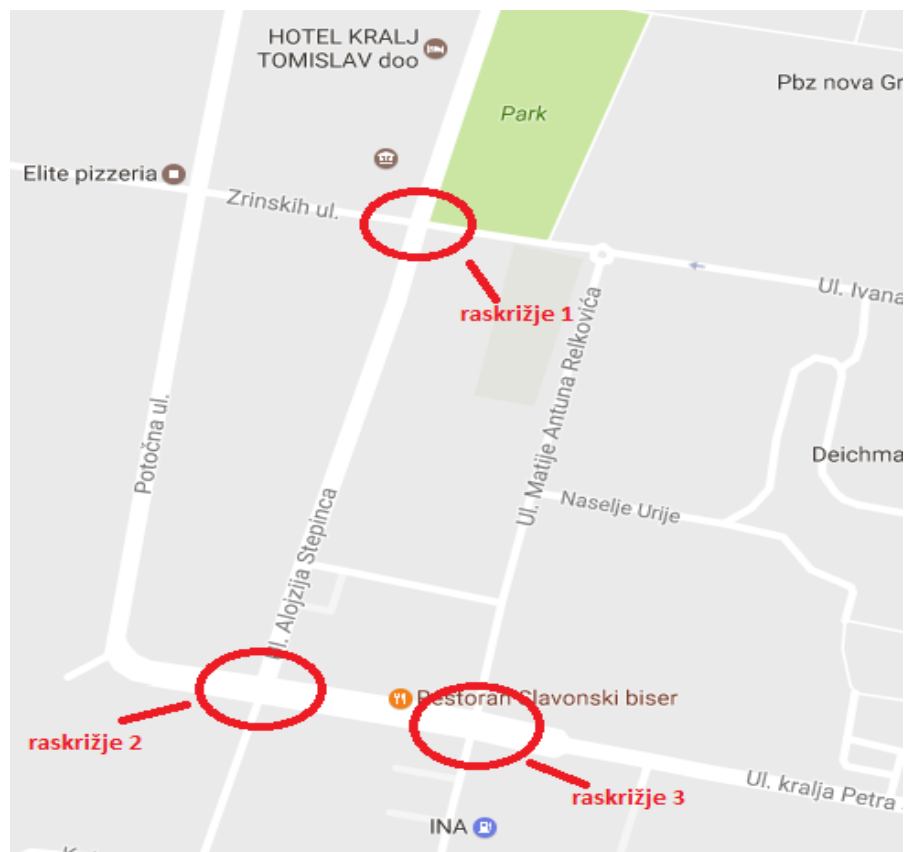 HOTEL KRALJ
TOMISLAV doo
Park
Pbz nova Gr
Elite pizzeria
Zrinskih ul.
Ul. Ivana
raskrižje 1
Ul. Matije Antuna Relkovića
Potočna ul.
Deichma
Naselje Urije
Ul. Alojzija Stepinca
Restoran Slavonski biser
raskrižje 2
raskrižje 3
Ul. kralja Petra
INA